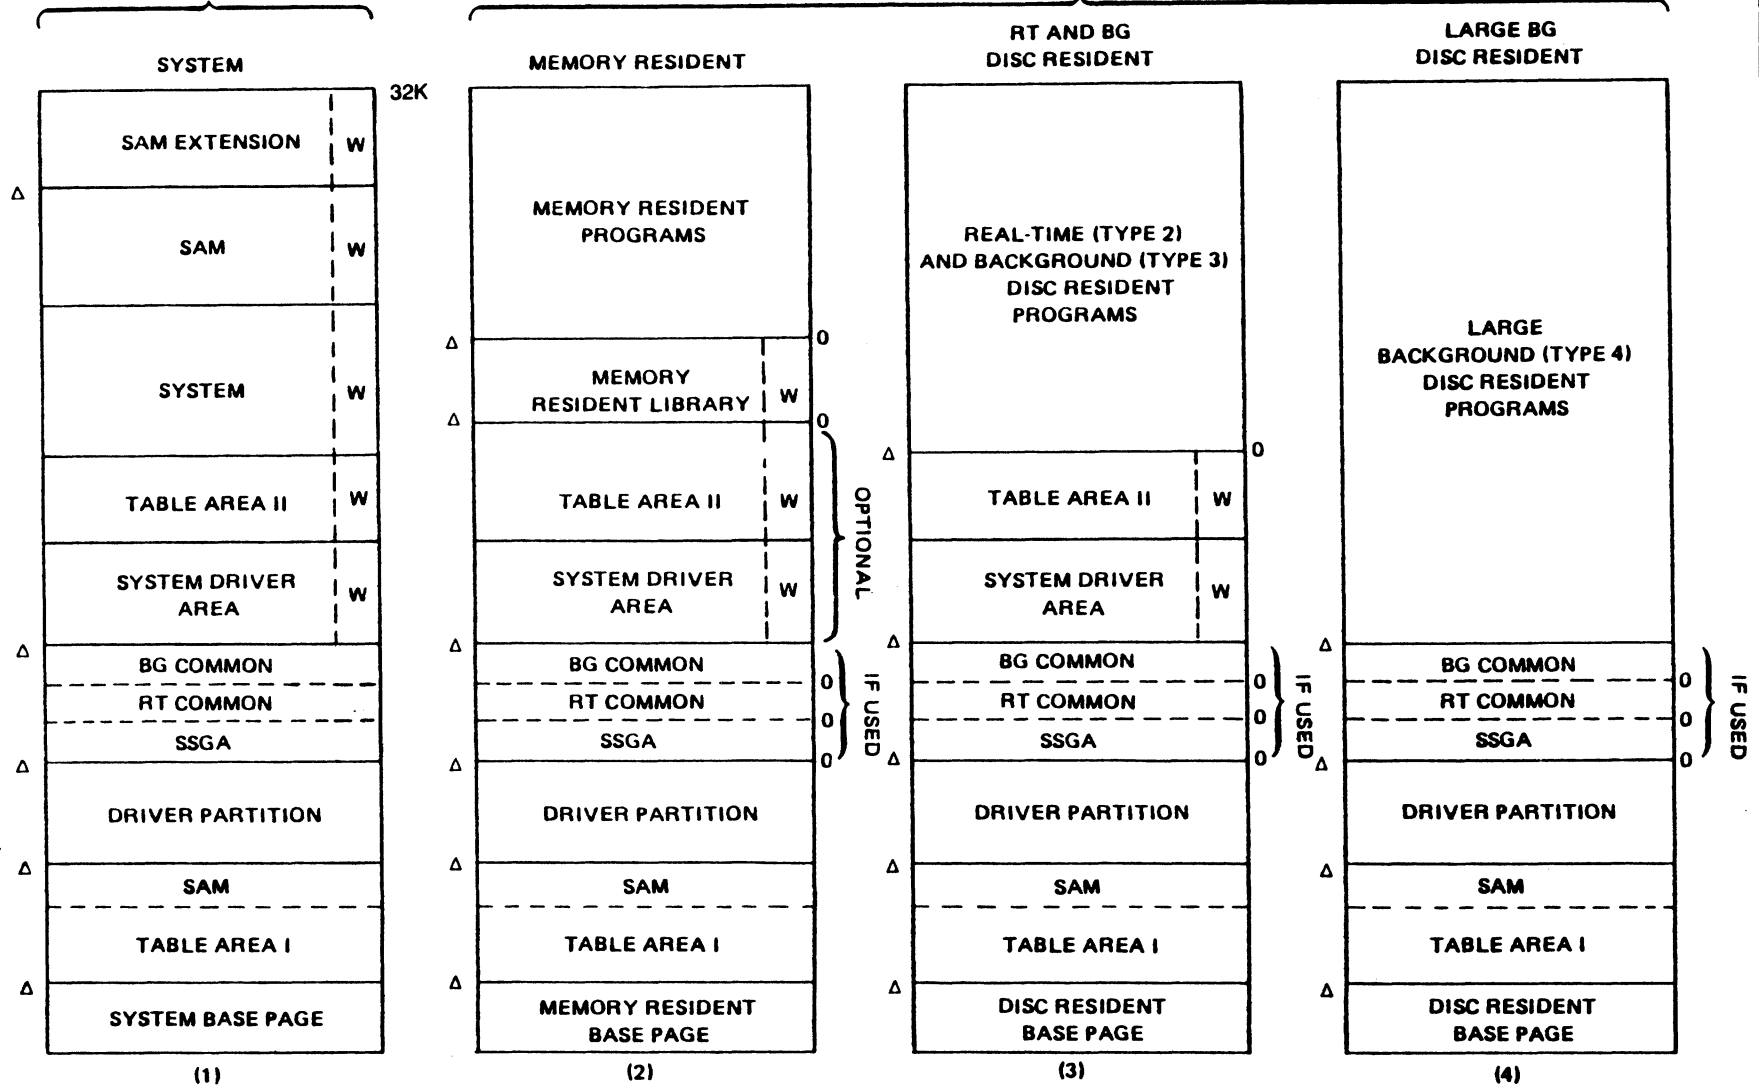 SYSTEM
32K
SAM EXTENSION
W
Δ
SAM
W
SYSTEM
W
TABLE AREA II
W
SYSTEM DRIVER
AREA
W
Δ
BG COMMON
RT COMMON
SSGA
Δ
DRIVER PARTITION
Δ
SAM
TABLE AREA I
Δ
SYSTEM BASE PAGE
(1)
MEMORY RESIDENT
MEMORY RESIDENT
PROGRAMS
Δ
0
MEMORY
RESIDENT LIBRARY
W
Δ
0
TABLE AREA II
W
OPTIONAL
SYSTEM DRIVER
AREA
W
Δ
BG COMMON
0
RT COMMON
0
SSGA
0
IF USED
Δ
DRIVER PARTITION
Δ
SAM
TABLE AREA I
Δ
MEMORY RESIDENT
BASE PAGE
(2)
RT AND BG
DISC RESIDENT
REAL-TIME (TYPE 2)
AND BACKGROUND (TYPE 3)
DISC RESIDENT
PROGRAMS
Δ
0
TABLE AREA II
W
SYSTEM DRIVER
AREA
W
Δ
BG COMMON
0
RT COMMON
0
SSGA
0
IF USED
Δ
DRIVER PARTITION
Δ
SAM
TABLE AREA I
Δ
DISC RESIDENT
BASE PAGE
(3)
LARGE BG
DISC RESIDENT
LARGE
BACKGROUND (TYPE 4)
DISC RESIDENT
PROGRAMS
Δ
BG COMMON
0
RT COMMON
0
SSGA
0
IF USED
Δ
DRIVER PARTITION
Δ
SAM
TABLE AREA I
Δ
DISC RESIDENT
BASE PAGE
(4)